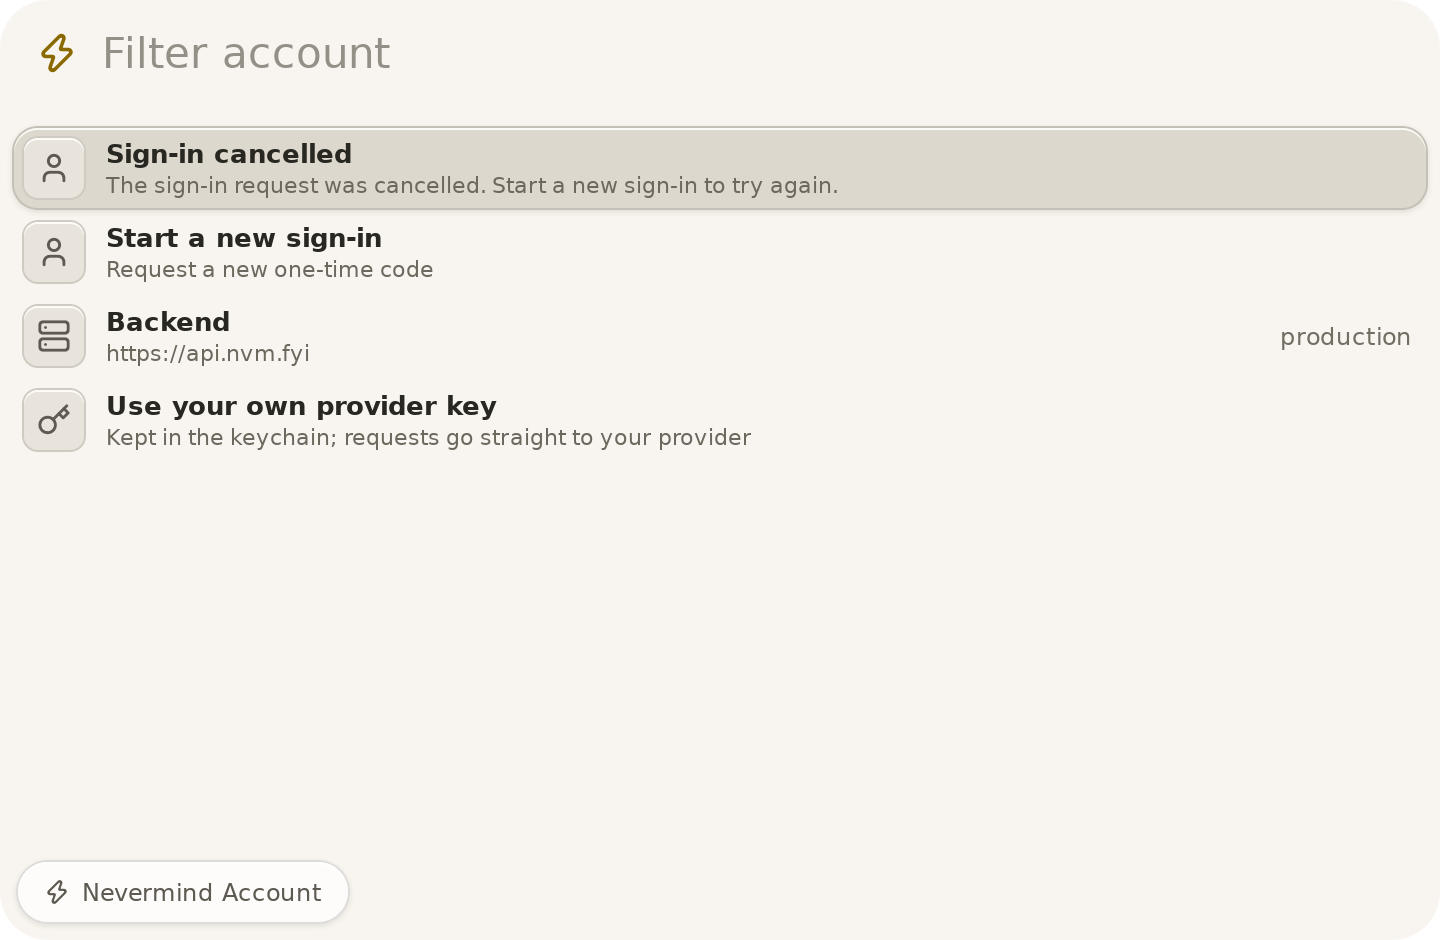 Filter account
Sign-in cancelled
The sign-in request was cancelled. Start a new sign-in to try again.
Start a new sign-in
Request a new one-time code
Backend
https://api.nvm.fyi
production
Use your own provider key
Kept in the keychain; requests go straight to your provider
Nevermind Account